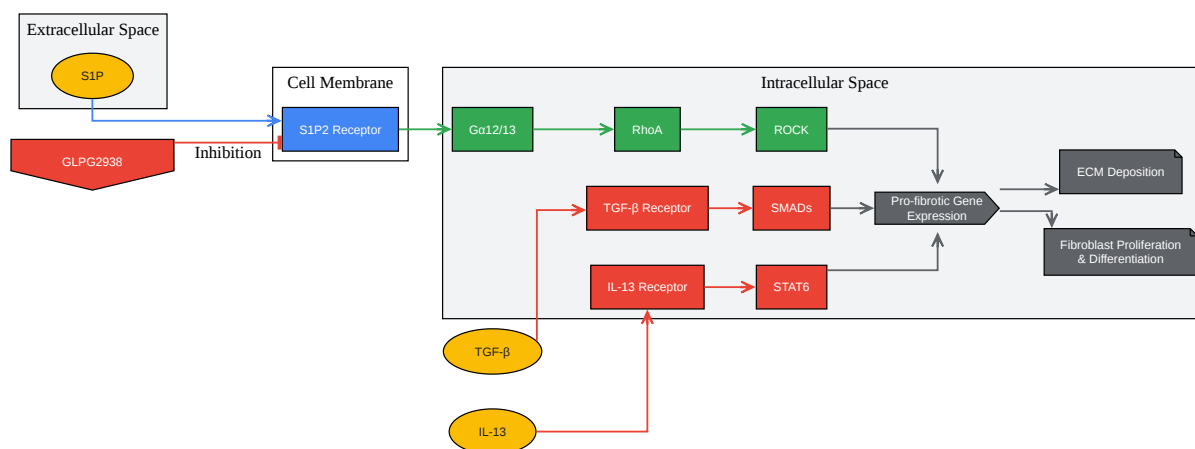 Extracellular Space
S1P
GLPG2938
Inhibition
Cell Membrane
S1P2 Receptor
Intracellular Space
Gα12/13
RhoA
ROCK
TGF-β Receptor
SMADs
IL-13 Receptor
STAT6
Pro-fibrotic Gene
Expression
ECM Deposition
Fibroblast Proliferation
& Differentiation
TGF-β
IL-13